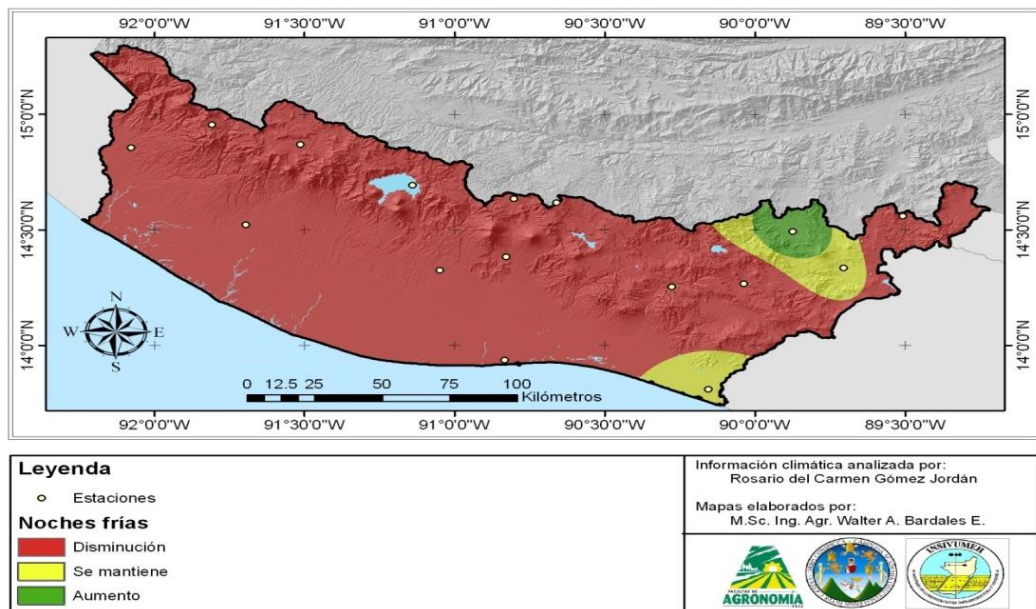 92°0'0"W 91°30'0"W 91°0'0"W 90°30'0"W 90°0'0"W 89°30'0"W
15°0'0"N 15°0'0"N
14°30'0"N 14°30'0"N
14°0'0"N 14°0'0"N
N
W E
S
0 12.5 25 50 75 100
Kilómetros
92°0'0"W 91°30'0"W 91°0'0"W 90°30'0"W 90°0'0"W 89°30'0"W
Leyenda
Estaciones
Noches frías
Disminución
Se mantiene
Aumento
Información climática analizada por:
Rosario del Carmen Gómez Jordán
Mapas elaborados por:
M.Sc. Ing. Agr. Walter A. Bardales E.
FACULTAD DE
AGRONOMIA
INSIVUMEH